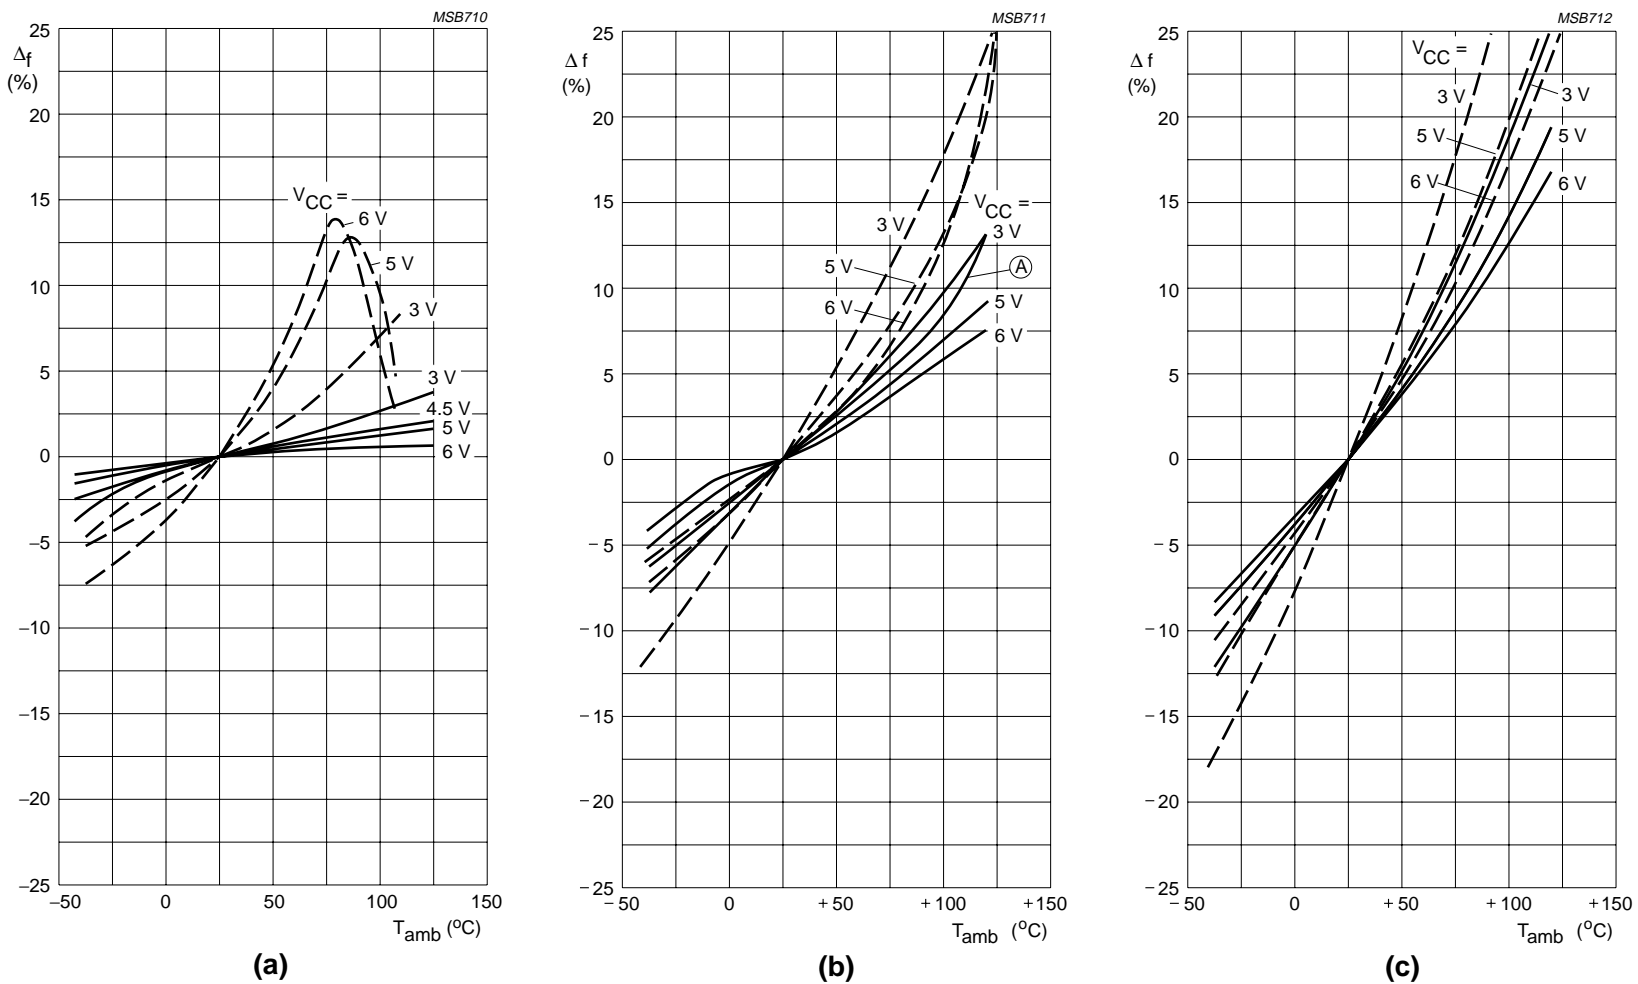 MSB710
25
Δf
(%)
20
15
10
5
0
−5
−10
−15
−20
−25
−50
0
50
100
150
Tamb (oC)
VCC =
6 V
5 V
3 V
3 V
4.5 V
5 V
6 V
(a)
MSB711
25
Δ f
(%)
20
15
10
5
0
− 5
− 10
− 15
− 20
− 25
− 50
0
+ 50
+ 100
+150
Tamb (oC)
3 V
5 V
6 V
VCC =
3 V
A
5 V
6 V
(b)
MSB712
25
Δ f
(%)
20
15
10
5
0
− 5
− 10
− 15
− 20
− 25
− 50
0
+ 50
+ 100
+150
Tamb (oC)
VCC =
3 V
5 V
6 V
3 V
5 V
6 V
(c)